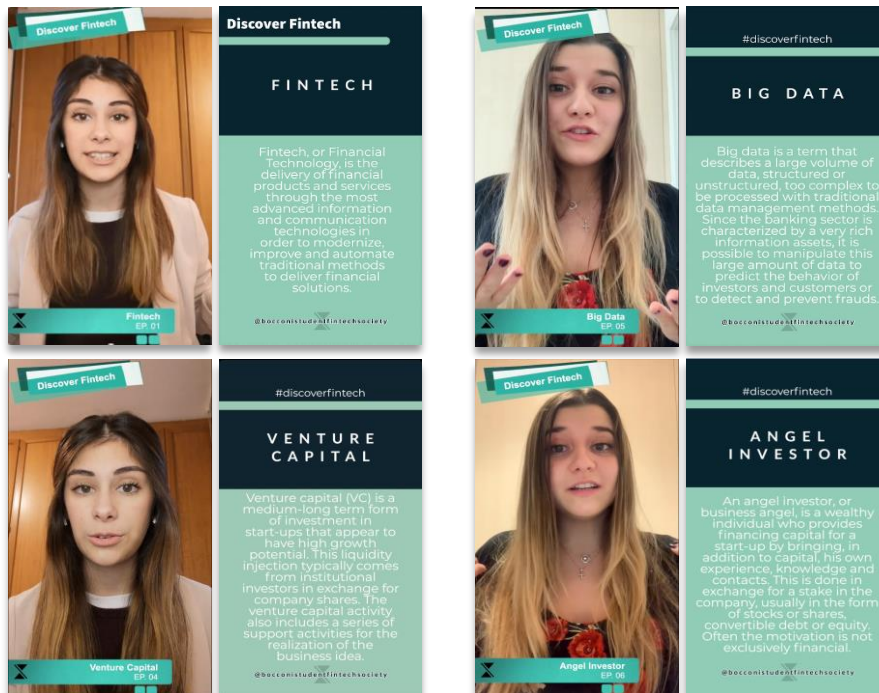 Discover Fintech
Fintech
EP. 01
Discover Fintech
FINTECH
Fintech, or Financial
Technology, is the
delivery of financial
products and services
through the most
advanced information
and communication
technologies in
order to modernize,
improve and automate
traditional methods
to deliver financial
solutions.
@bocconistudentfintechsociety
Discover Fintech
Big Data
EP. 05
#discoverfintech
BIG DATA
Big data is a term that
describes a large volume of
data, structured or
unstructured, too complex to
be processed with traditional
data management methods.
Since the banking sector is
characterized by a very rich
information assets, it is
possible to manipulate this
large amount of data to
predict the behavior of
investors and customers or
to detect and prevent frauds.
@bocconistudentfintechsociety
Discover Fintech
Venture Capital
EP. 04
#discoverfintech
VENTURE
CAPITAL
Venture capital (VC) is a
medium-long term form
of investment in
start-ups that appear to
have high growth
potential. This liquidity
injection typically comes
from institutional
investors in exchange for
company shares. The
venture capital activity
also includes a series of
support activities for the
realization of the
business idea.
@bocconistudentfintechsociety
Discover Fintech
Angel Investor
EP. 06
#discoverfintech
ANGEL
INVESTOR
An angel investor, or
business angel, is a wealthy
individual who provides
financing capital for a
start-up by bringing, in
addition to capital, his own
experience, knowledge and
contacts. This is done in
exchange for a stake in the
company, usually in the form
of stocks or shares,
convertible debt or equity.
Often the motivation is not
exclusively financial.
@bocconistudentfintechsociety